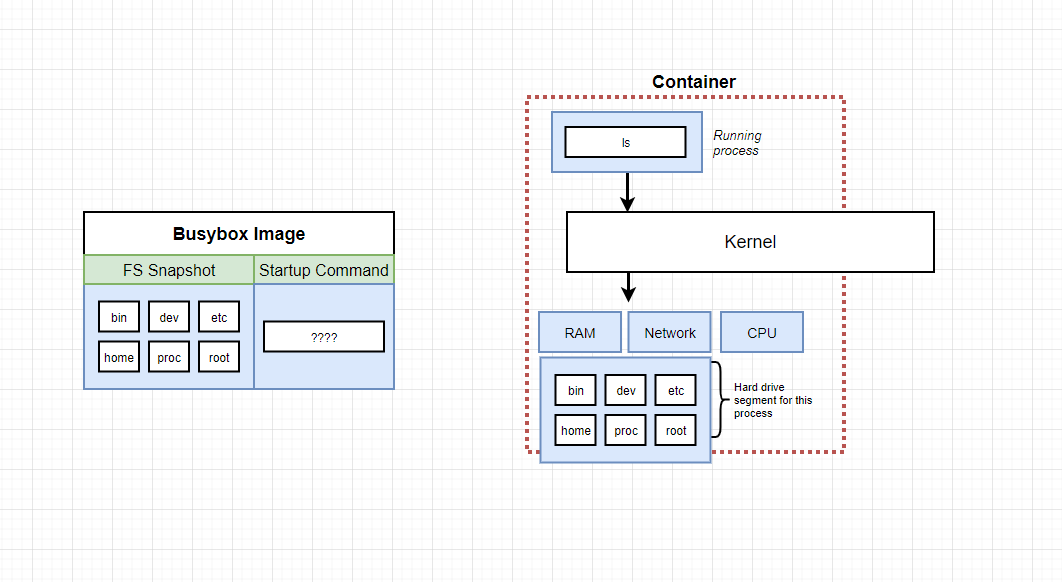 Busybox Image
FS Snapshot
Startup Command
bin
dev
etc
home
proc
root
????
Container
ls
Running
process
Kernel
RAM
Network
CPU
bin
dev
etc
home
proc
root
Hard drive
segment for this
process